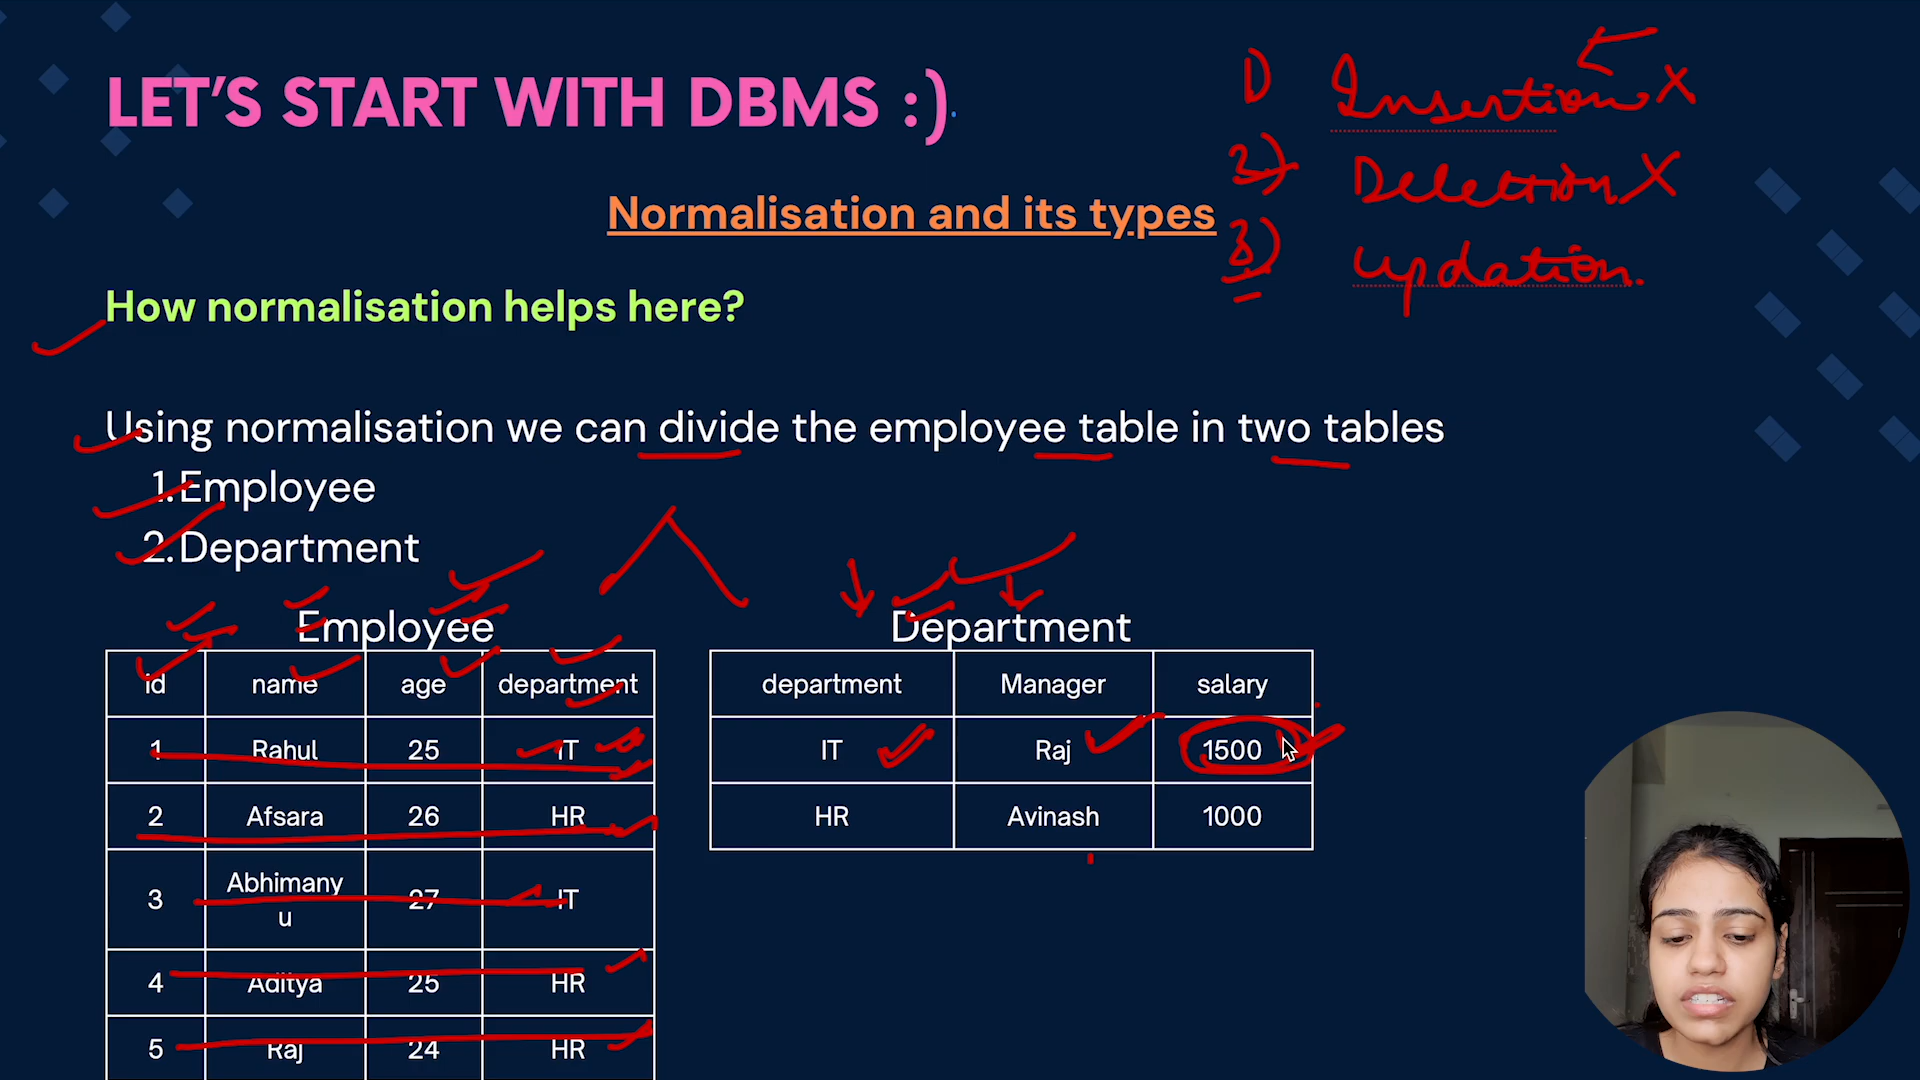 LET'S START WITH DBMS :)
1) Insertion X
2) Deletion X
3) Updation.
Normalisation and its types
How normalisation helps here?
Using normalisation we can divide the employee table in two tables
1. Employee
2. Department
Employee
id name age department
1 Rahul 25 IT
2 Afsara 26 HR
3 Abhimany
u 27 IT
4 Aditya 25 HR
5 Raj 24 HR
Department
department Manager salary
IT Raj 1500
HR Avinash 1000